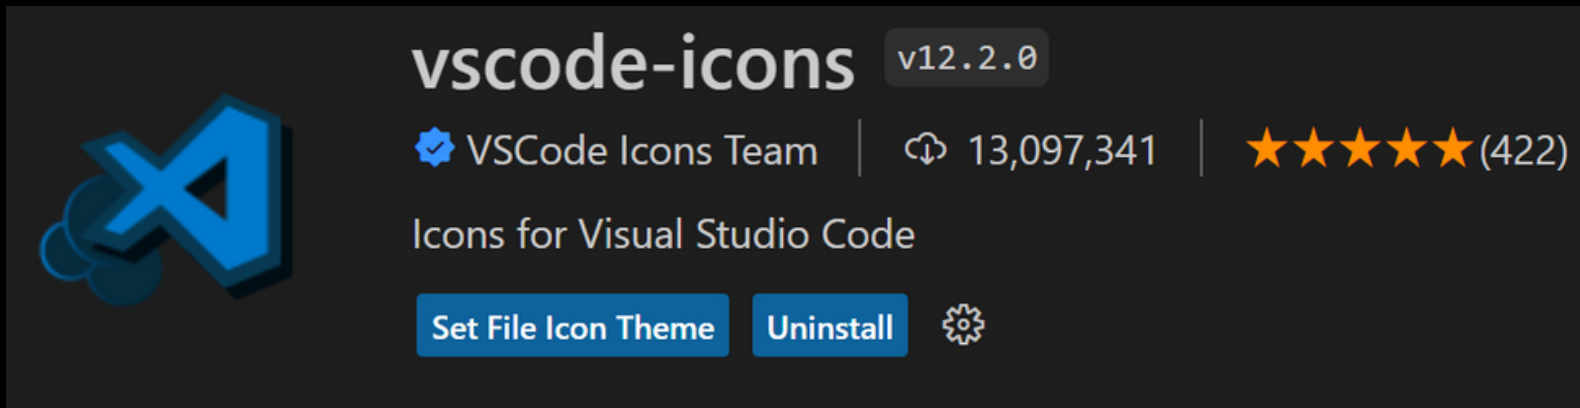 vscode-icons v12.2.0
VSCode Icons Team 13,097,341 (422)
Icons for Visual Studio Code
Set File Icon Theme Uninstall